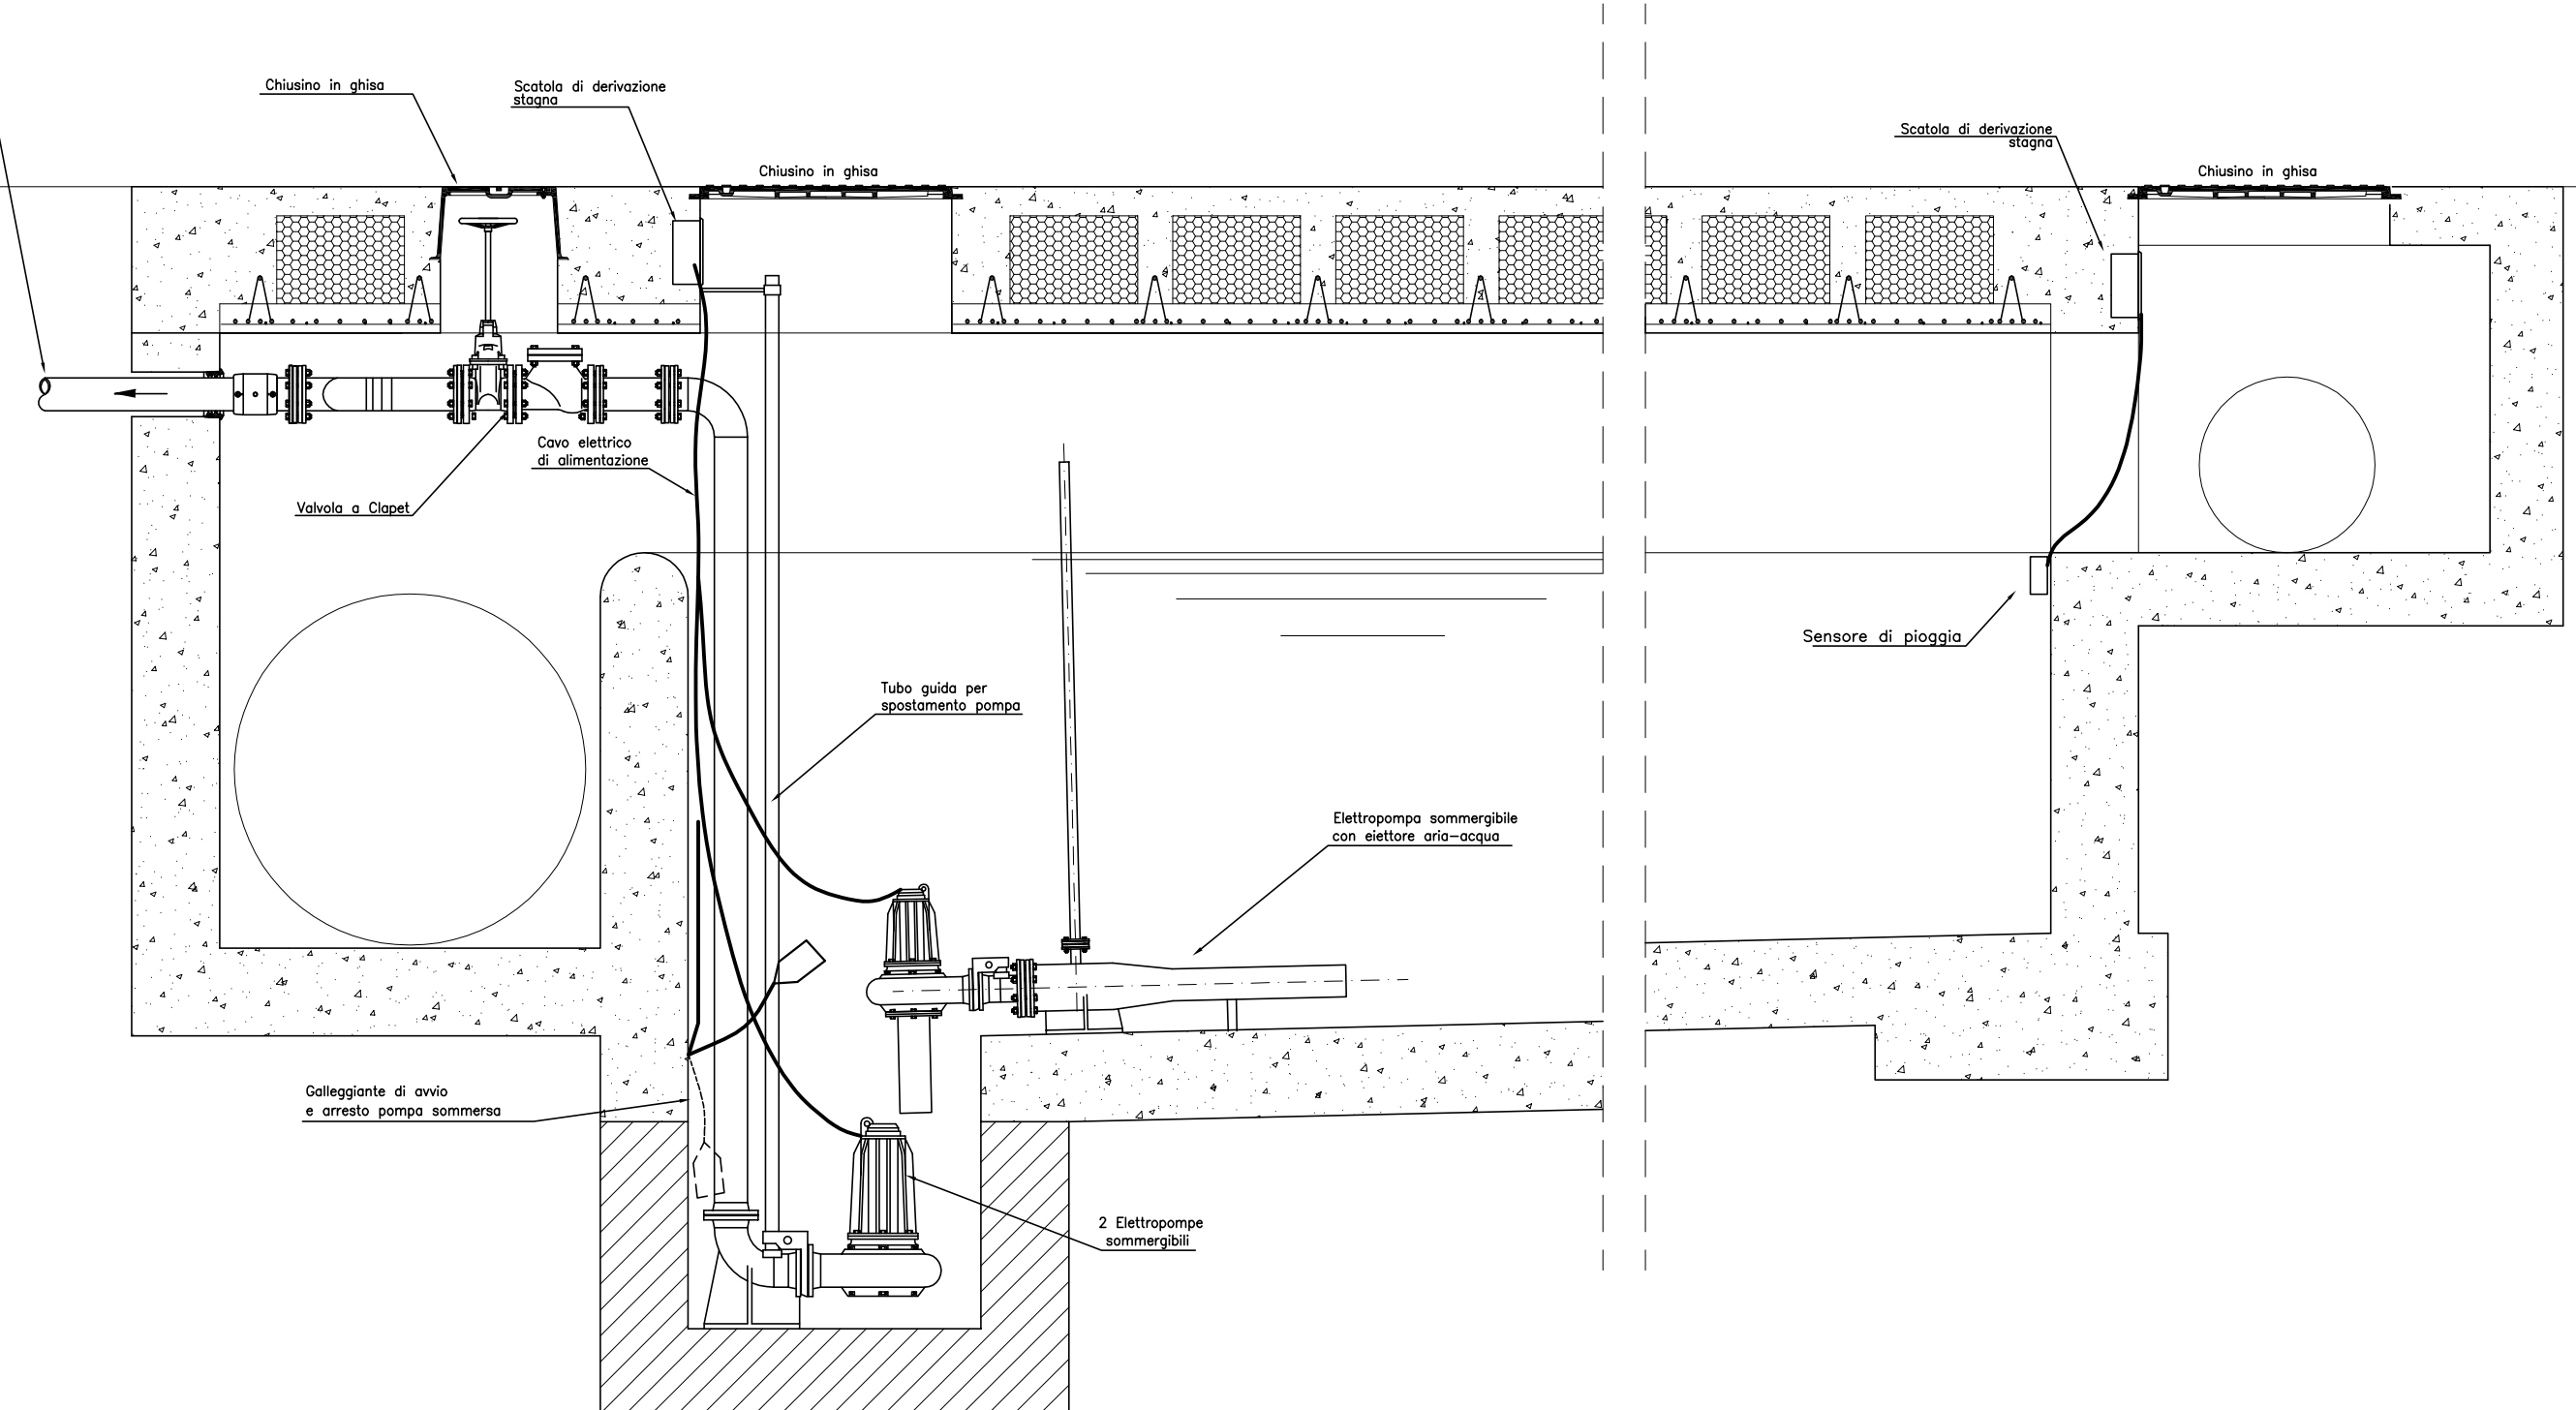 Chiusino in ghisa
Scatola di derivazione
stagna
Chiusino in ghisa
Scatola di derivazione
stagna
Chiusino in ghisa
Cavo elettrico
di alimentazione
Valvola a Clapet
Sensore di pioggia
Tubo guida per
spostamento pompa
Elettropompa sommergibile
con eiettore aria-acqua
Galleggiante di avvio
e arresto pompa sommersa
2 Elettropompe
sommergibili